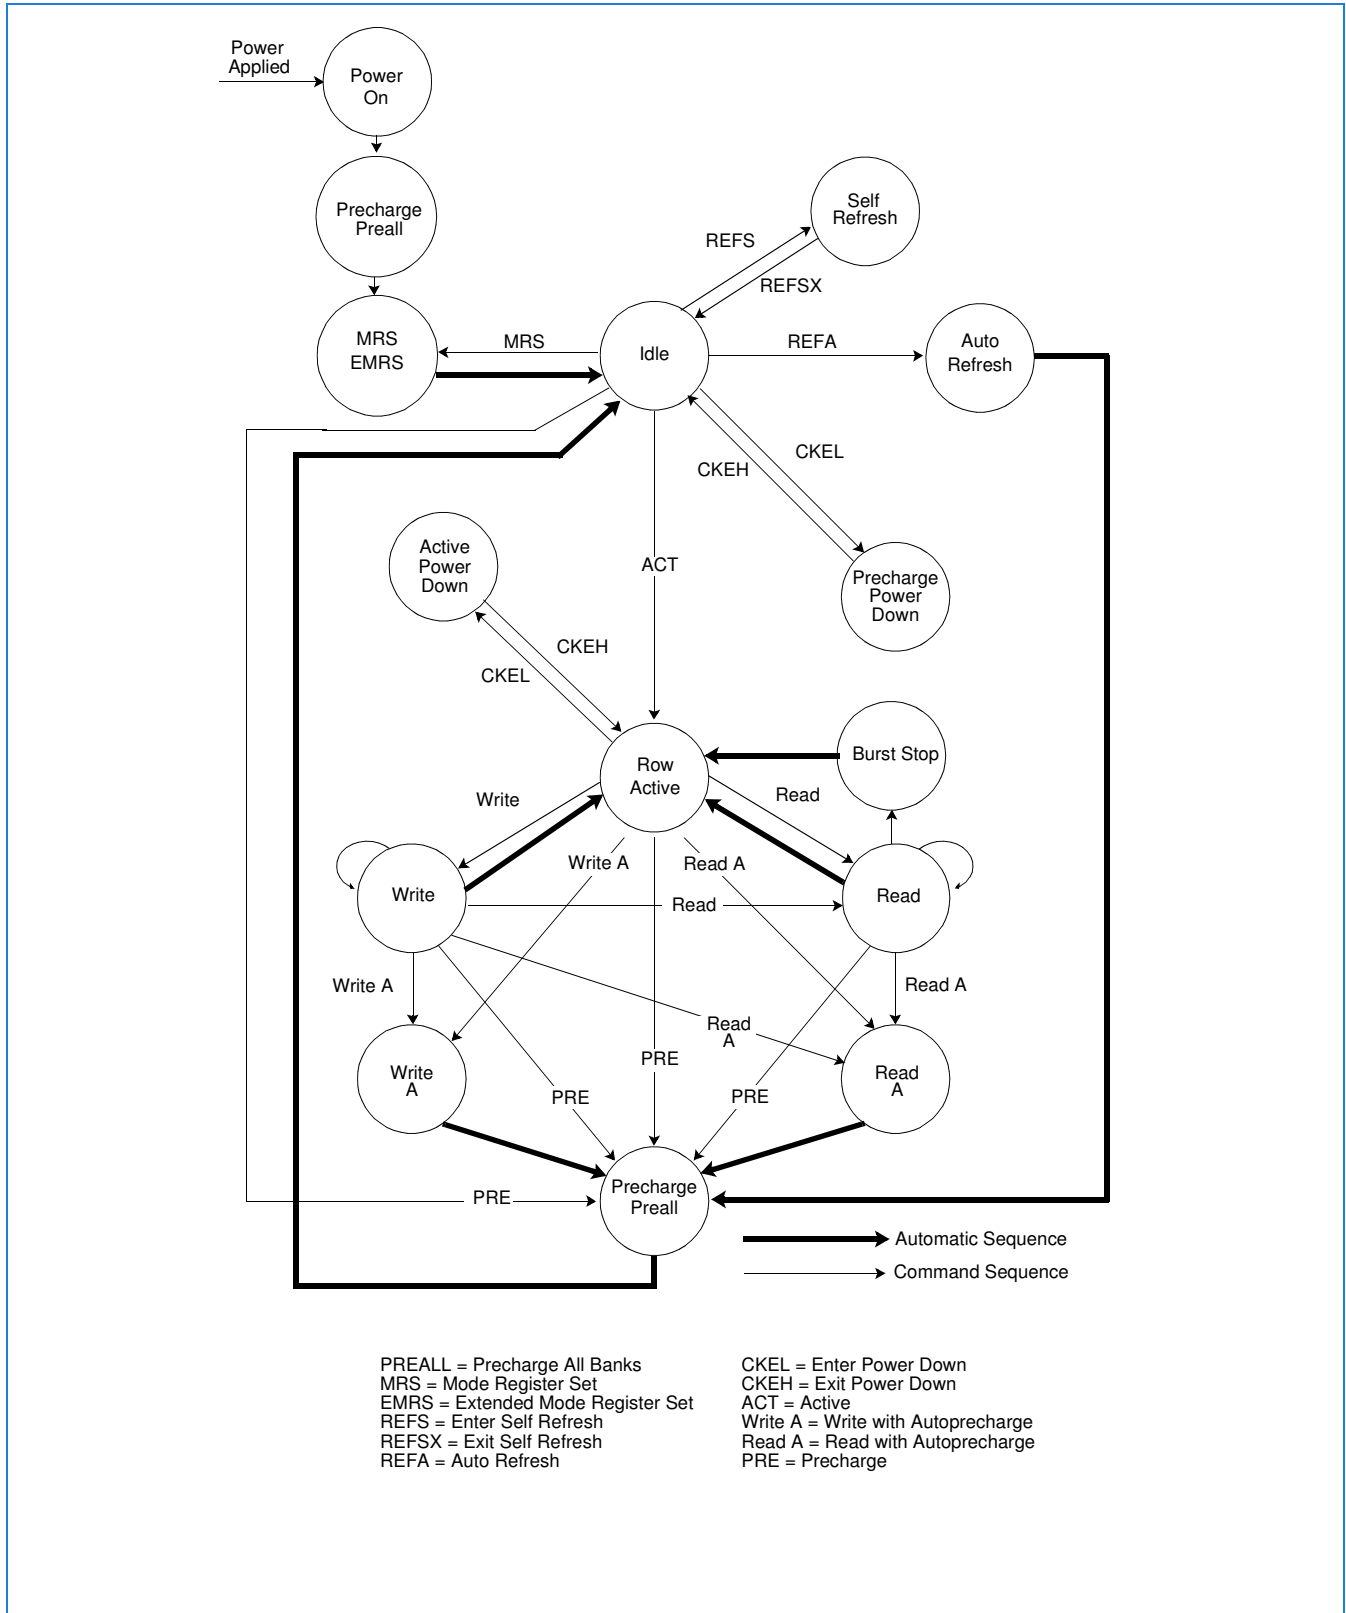 Power
Applied
Power
On
Precharge
Preall
Self
Refresh
REFS
REFSX
MRS
EMRS
MRS
Idle
REFA
Auto
Refresh
CKEL
CKEH
Active
Power
Down
ACT
Precharge
Power
Down
CKEH
CKEL
Row
Active
Burst Stop
Write
Read
Write A
Read A
Write
Read
Read
Write A
Read A
Read
A
Write
A
PRE
Read
A
PRE
PRE
Precharge
Preall
PRE
Automatic Sequence
Command Sequence
PREALL = Precharge All Banks
MRS = Mode Register Set
EMRS = Extended Mode Register Set
REFS = Enter Self Refresh
REFSX = Exit Self Refresh
REFA = Auto Refresh
CKEL = Enter Power Down
CKEH = Exit Power Down
ACT = Active
Write A = Write with Autoprecharge
Read A = Read with Autoprecharge
PRE = Precharge